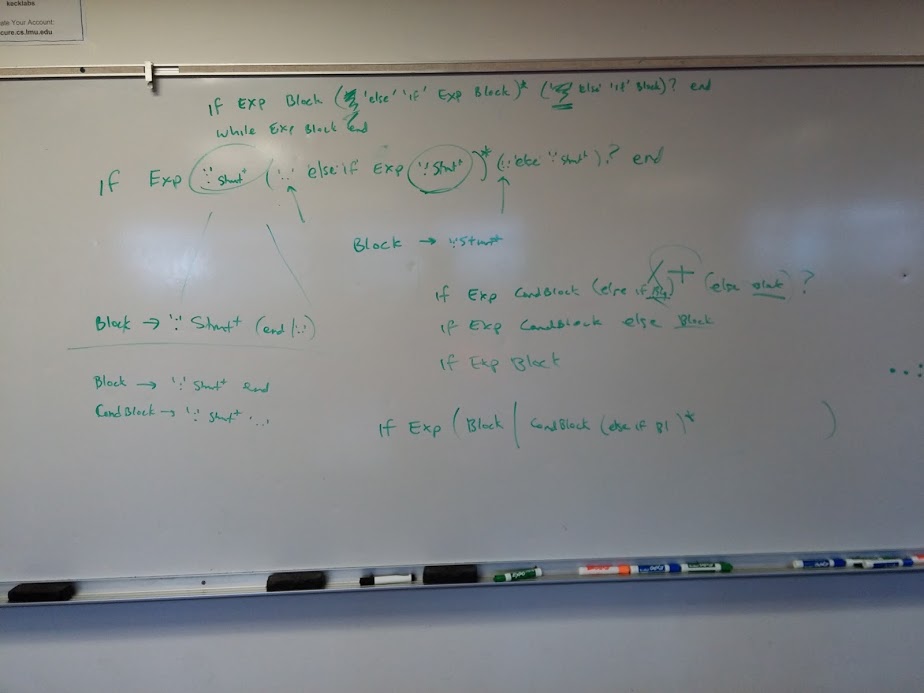 kecklabs
ate Your Account:
cure.cs.lmu.edu
If Exp Block ( 'else' 'if' Exp Block)* ( 'else' 'if' Block)? end
while Exp Block end
If Exp ':' Stmt+ ( '..' 'else' 'if' Exp ':' Stmt+ )* ( '..' 'else' ':' Stmt+ )? end
Block → ':' Stmt+
If Exp CondBlock (else if Bl)+ (else Block)?
Block → ':' Stmt+ (end | '..')
If Exp CondBlock else Block
If Exp Block
Block → ':' Stmt+ end
CondBlock → ':' Stmt+ '..'
If Exp ( Block | CondBlock (else if Bl)* )
EXPO